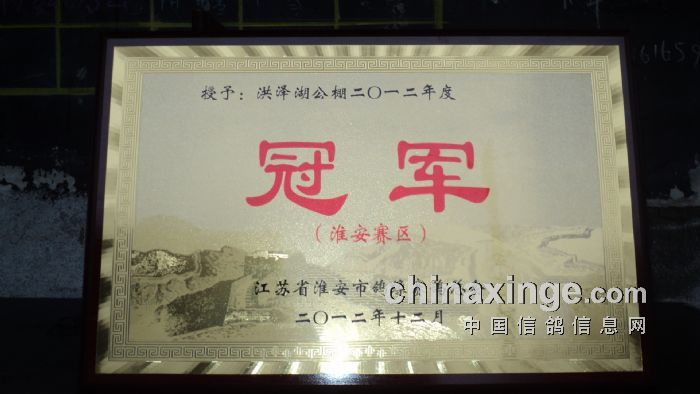 授予：洪泽湖公棚二〇一二年度
冠军
（淮安赛区）
江苏省淮安市鸽
二〇一二年十二月
chinaxinge.com
中国信鸽信息网